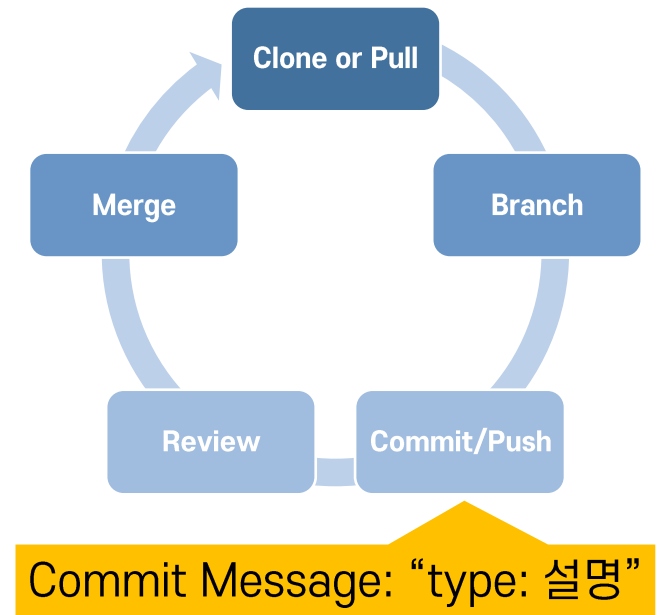 Clone or Pull
Branch
Commit/Push
Review
Merge
Commit Message: “type: 설명”